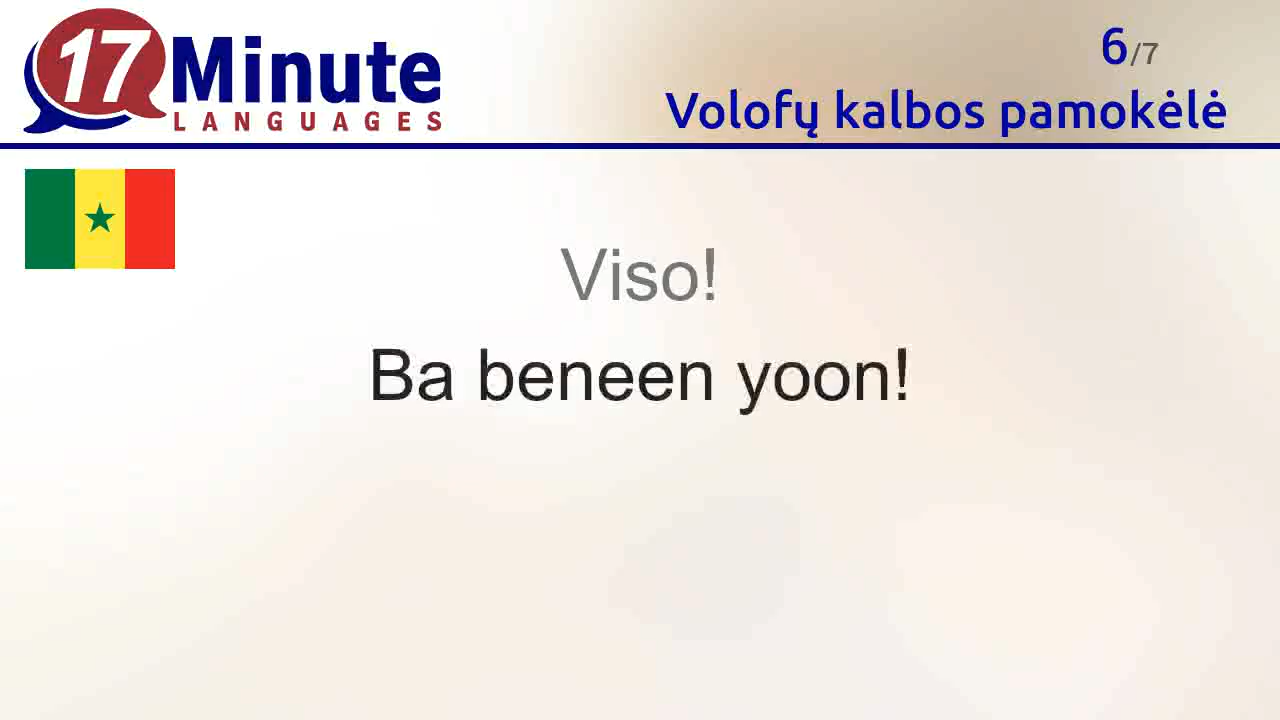 17 Minute
LANGUAGES
6/7
Volofų kalbos pamokėlė
Viso!
Ba beneen yoon!